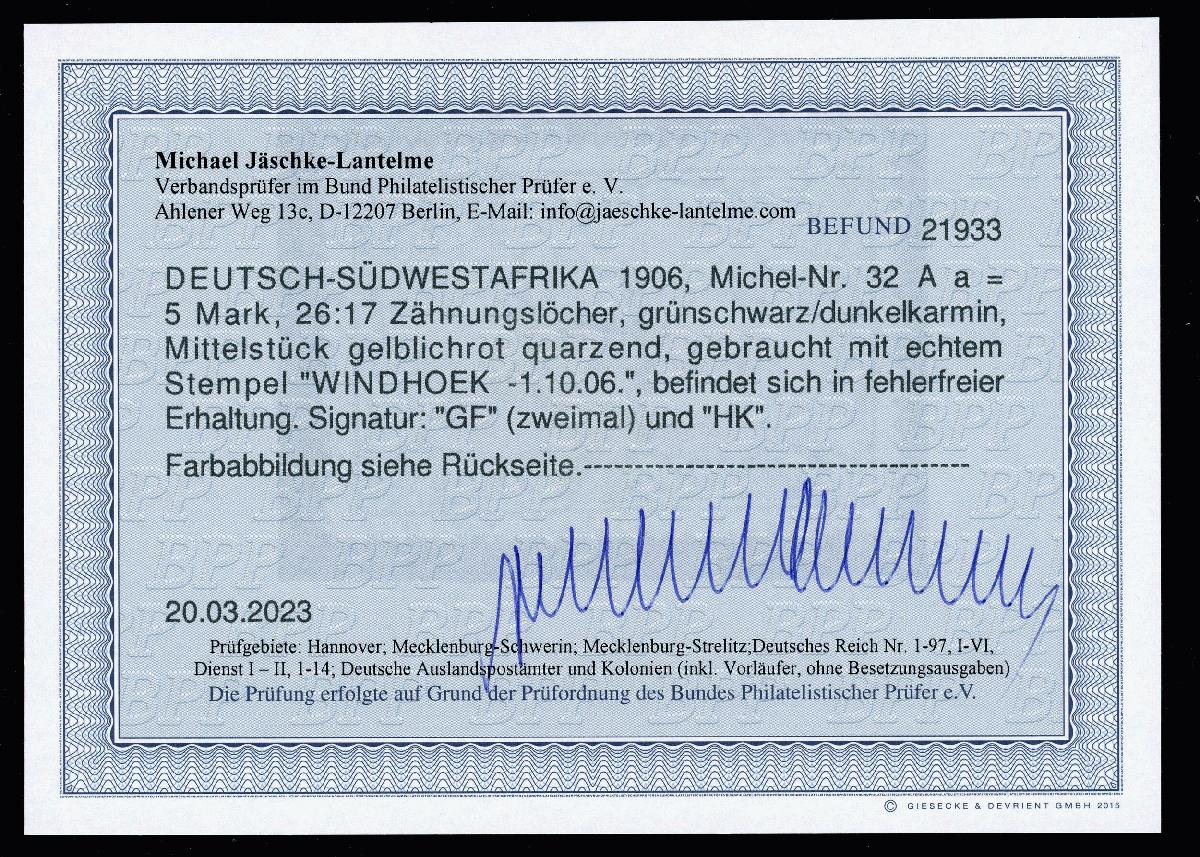 Michael Jäschke-Lantelme
Verbandsprüfer im Bund Philatelistischer Prüfer e. V.
Ahlener Weg 13c, D-12207 Berlin, E-Mail: info@jaeschke-lantelme.com
BEFUND 21933
DEUTSCH-SÜDWESTAFRIKA 1906, Michel-Nr. 32 A a =
5 Mark, 26:17 Zähnungslöcher, grünschwarz/dunkelkarmin,
Mittelstück gelblichrot quarzend, gebraucht mit echtem
Stempel "WINDHOEK -1.10.06.", befindet sich in fehlerfreier
Erhaltung. Signatur: "GF" (zweimal) und "HK".
Farbabbildung siehe Rückseite.-------------------------------------
20.03.2023
Prüfgebiete: Hannover; Mecklenburg-Schwerin; Mecklenburg-Strelitz;Deutsches Reich Nr. 1-97, I-VI,
Dienst I – II, 1-14; Deutsche Auslandspostämter und Kolonien (inkl. Vorläufer, ohne Besetzungsausgaben)
Die Prüfung erfolgte auf Grund der Prüfordnung des Bundes Philatelistischer Prüfer e.V.
© GIESECKE & DEVRIENT GMBH 2015